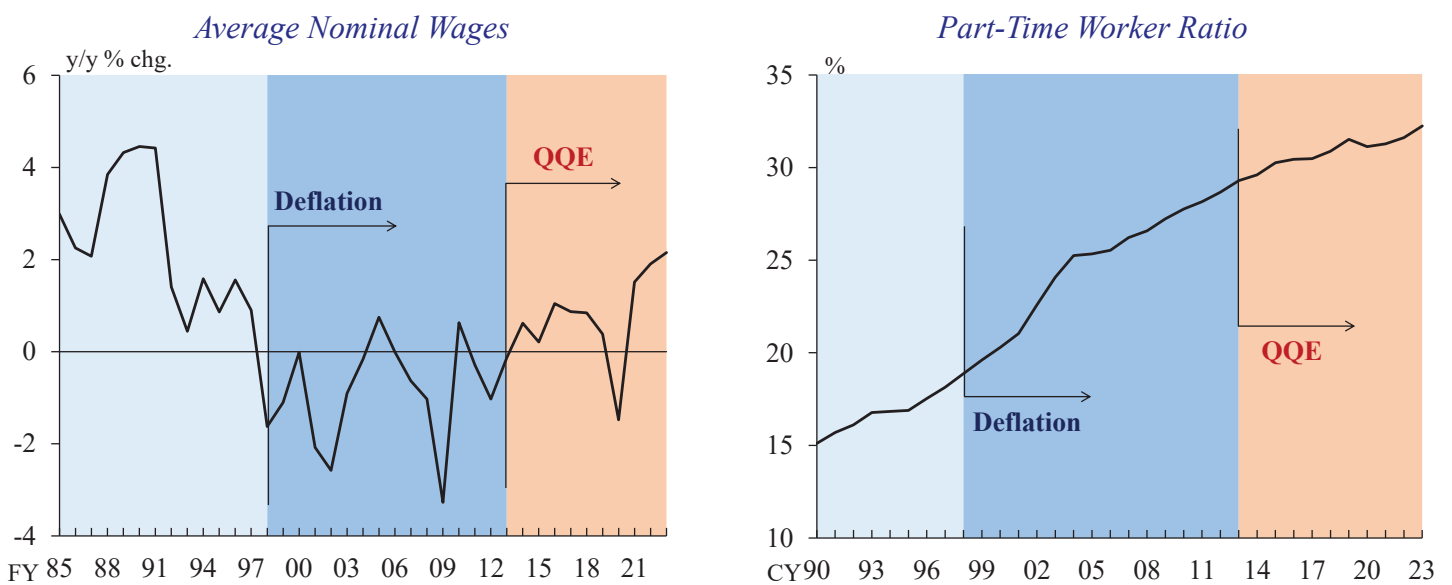 Average Nominal Wages
y/y % chg.
6
4
2
0
-2
-4
QQE
Deflation
FY 85 88 91 94 97 00 03 06 09 12 15 18 21
Part-Time Worker Ratio
%
35
30
25
20
15
10
QQE
Deflation
CY 90 93 96 99 02 05 08 11 14 17 20 23